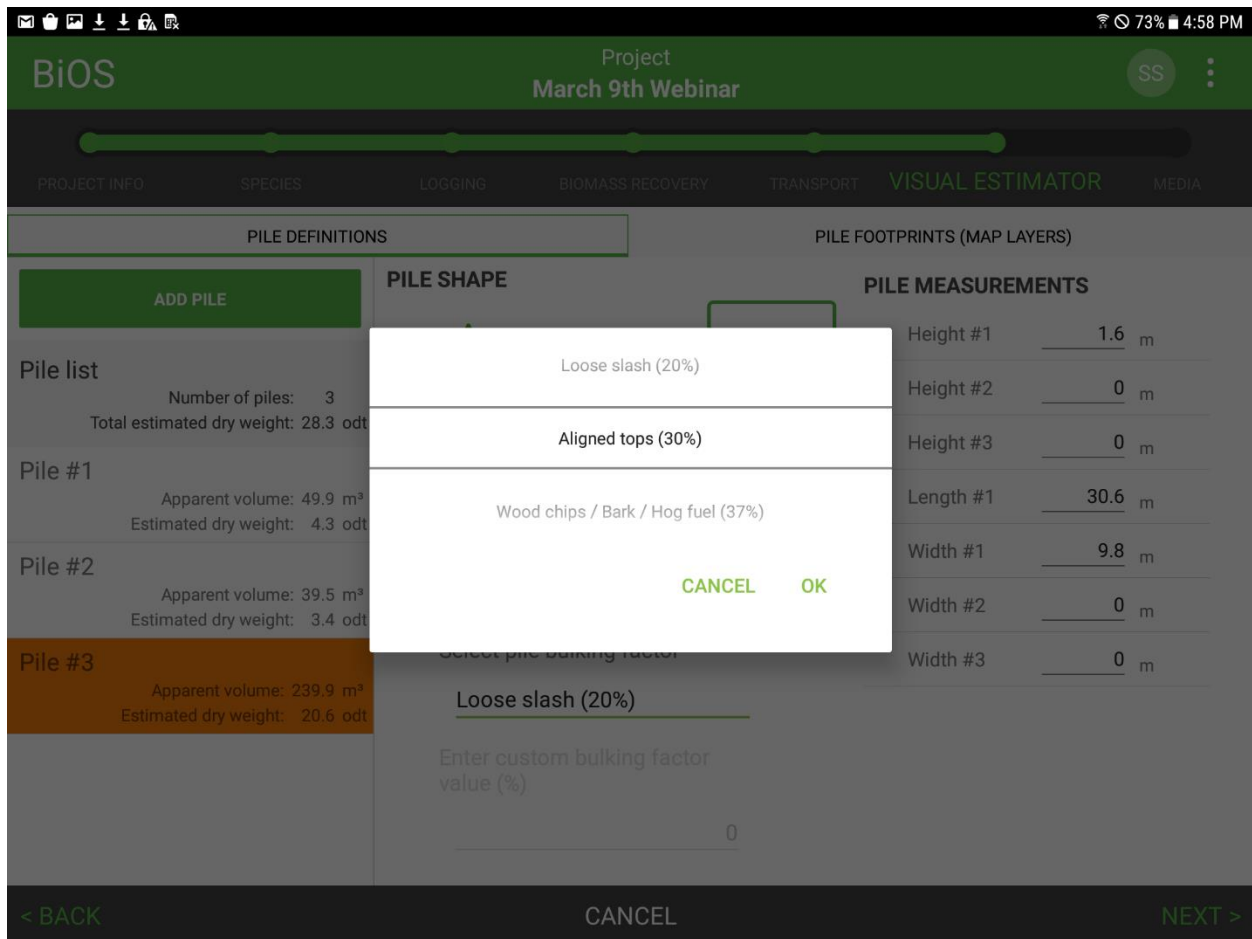 73% 4:58 PM
BiOS
Project
March 9th Webinar
SS
PROJECT INFO
SPECIES
LOGGING
BIOMASS RECOVERY
TRANSPORT
VISUAL ESTIMATOR
MEDIA
PILE DEFINITIONS
PILE FOOTPRINTS (MAP LAYERS)
ADD PILE
Pile list
Number of piles: 3
Total estimated dry weight: 28.3 odt
Pile #1
Apparent volume: 49.9 m³
Estimated dry weight: 4.3 odt
Pile #2
Apparent volume: 39.5 m³
Estimated dry weight: 3.4 odt
Pile #3
Apparent volume: 239.9 m³
Estimated dry weight: 20.6 odt
PILE SHAPE
Loose slash (20%)
Aligned tops (30%)
Wood chips / Bark / Hog fuel (37%)
CANCEL OK
Select pile bulking factor
Loose slash (20%)
Enter custom bulking factor
value (%)
0
PILE MEASUREMENTS
Height #1 1.6 m
Height #2 0 m
Height #3 0 m
Length #1 30.6 m
Width #1 9.8 m
Width #2 0 m
Width #3 0 m
< BACK
CANCEL
NEXT >